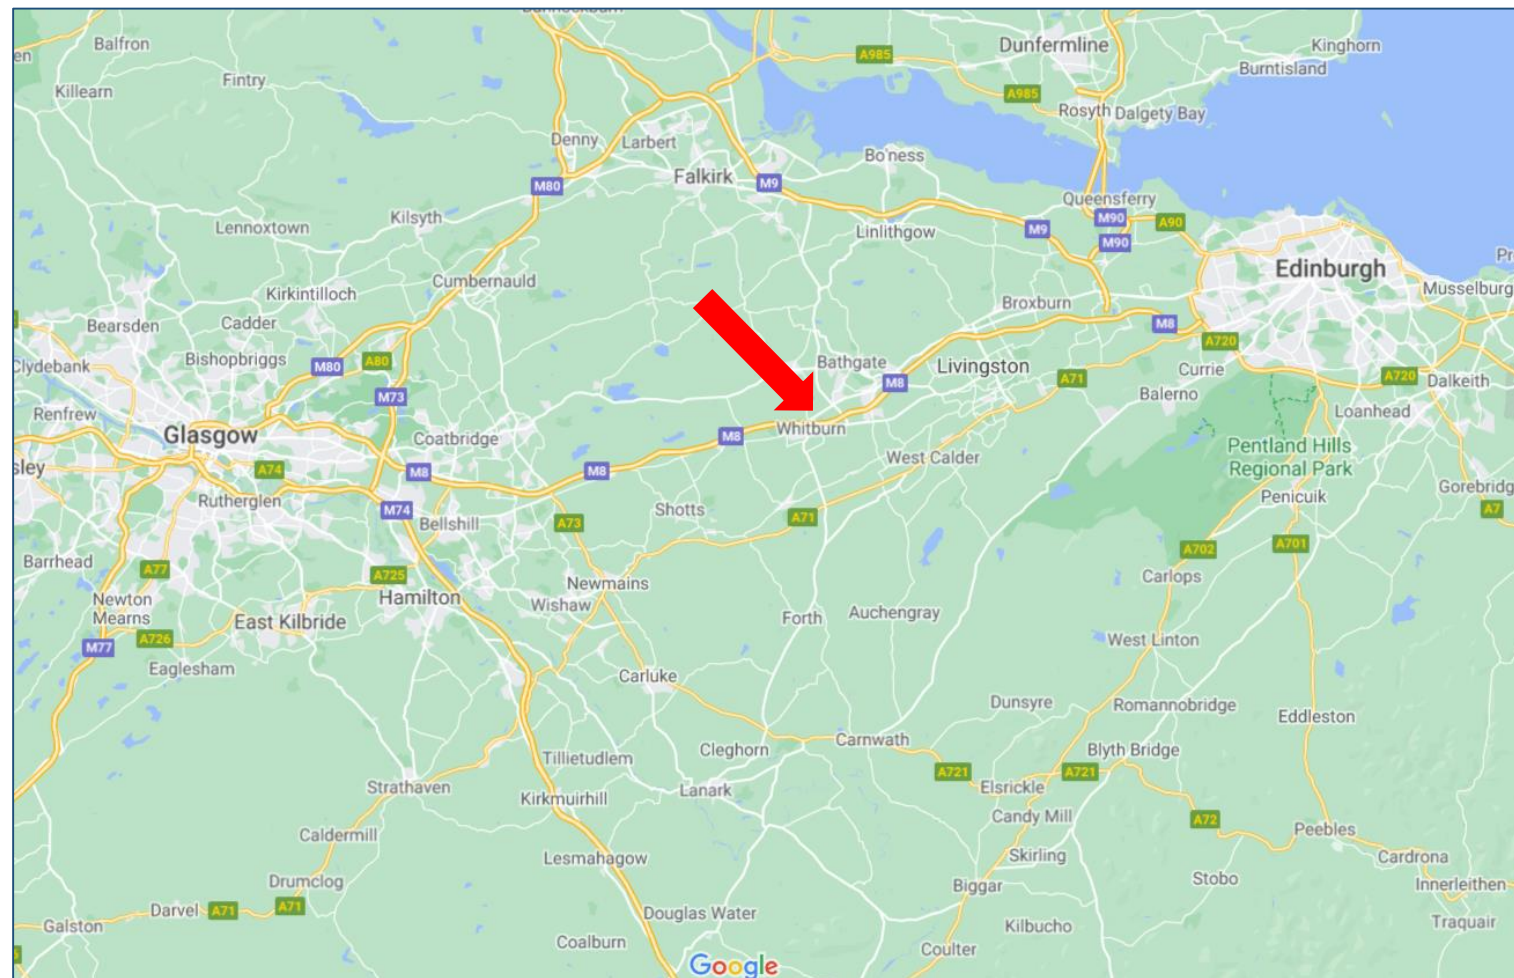 Balfron
Fintry
Killearn
Dunfermline
Kinghorn
Burntisland
A985
A985
Rosyth
Dalgety Bay
Denny
Larbert
Bo'ness
Falkirk
M80
M9
Queensferry
Kilsyth
Lennoxtown
Linlithgow
M9
M90
A90
M90
Edinburgh
Cumbernauld
Kirkintilloch
Musselburg
Broxburn
Bearsden
Cadder
Bishopbriggs
M80
A80
M8
A720
Clydebank
Bathgate
Livingston
Currie
M8
A71
A720
Dalkeith
Balerno
M73
Renfrew
Loanhead
Glasgow
Coatbridge
M8
Whitburn
Pentland Hills
Regional Park
West Calder
sley
A74
M8
M8
Gorebridg
Rutherglen
Penicuik
M74
Bellshill
A73
Shotts
A71
A7
A702
A701
Barrhead
A77
A725
Newmains
Carlops
Newton
Mearns
Hamilton
Wishaw
East Kilbride
Forth
Auchengray
A726
M77
West Linton
Eaglesham
Carluke
Dunsyre
Romannobridge
Eddleston
Carnwath
Cleghorn
Blyth Bridge
Tillietudlem
A721
A721
Strathaven
Elsrickle
Kirkmuirhill
Lanark
Candy Mill
A72
Peebles
Caldermill
Lesmahagow
Skirling
Cardrona
Drumclog
Biggar
Stobo
Innerleithen
Darvel
A71
A71
Douglas Water
Galston
Kilbucho
Traquair
Coalburn
Coulter
Google